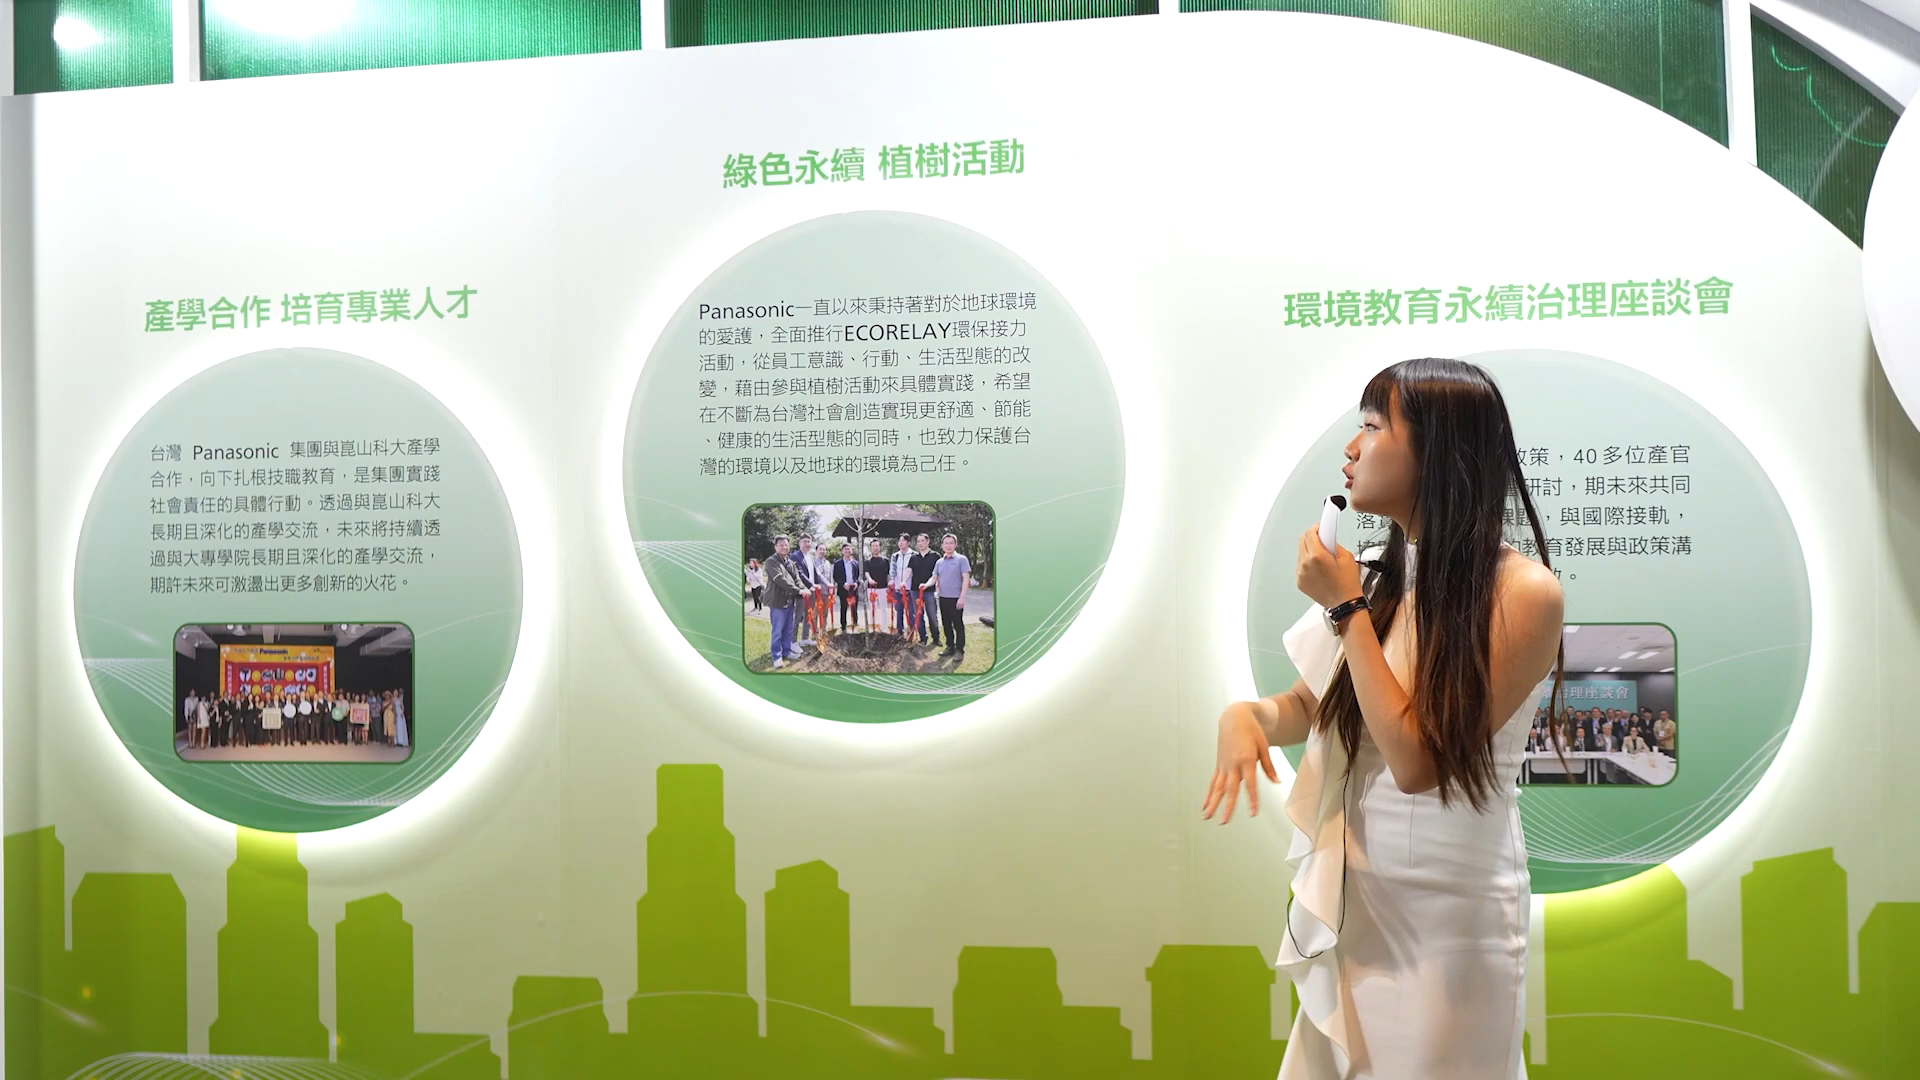 產學合作 培育專業人才
台灣 Panasonic 集團與崑山科大產學
合作，向下扎根技職教育，是集團實踐
社會責任的具體行動。透過與崑山科大
長期且深化的產學交流，未來將持續透
過與大專學院長期且深化的產學交流，
期許未來可激盪出更多創新的火花。
Panasonic
綠色永續 植樹活動
Panasonic一直以來秉持著對於地球環境
的愛護，全面推行ECORELAY環保接力
活動，從員工意識、行動、生活型態的改
變，藉由參與植樹活動來具體實踐，希望
在不斷為台灣社會創造實現更舒適、節能
、健康的生活型態的同時，也致力保護台
灣的環境以及地球的環境為己任。
環境教育永續治理座談會
政策，40多位產官
研討，期未來共同
落 課題，與國際接軌，
的教育發展與政策溝
。
治理座談會